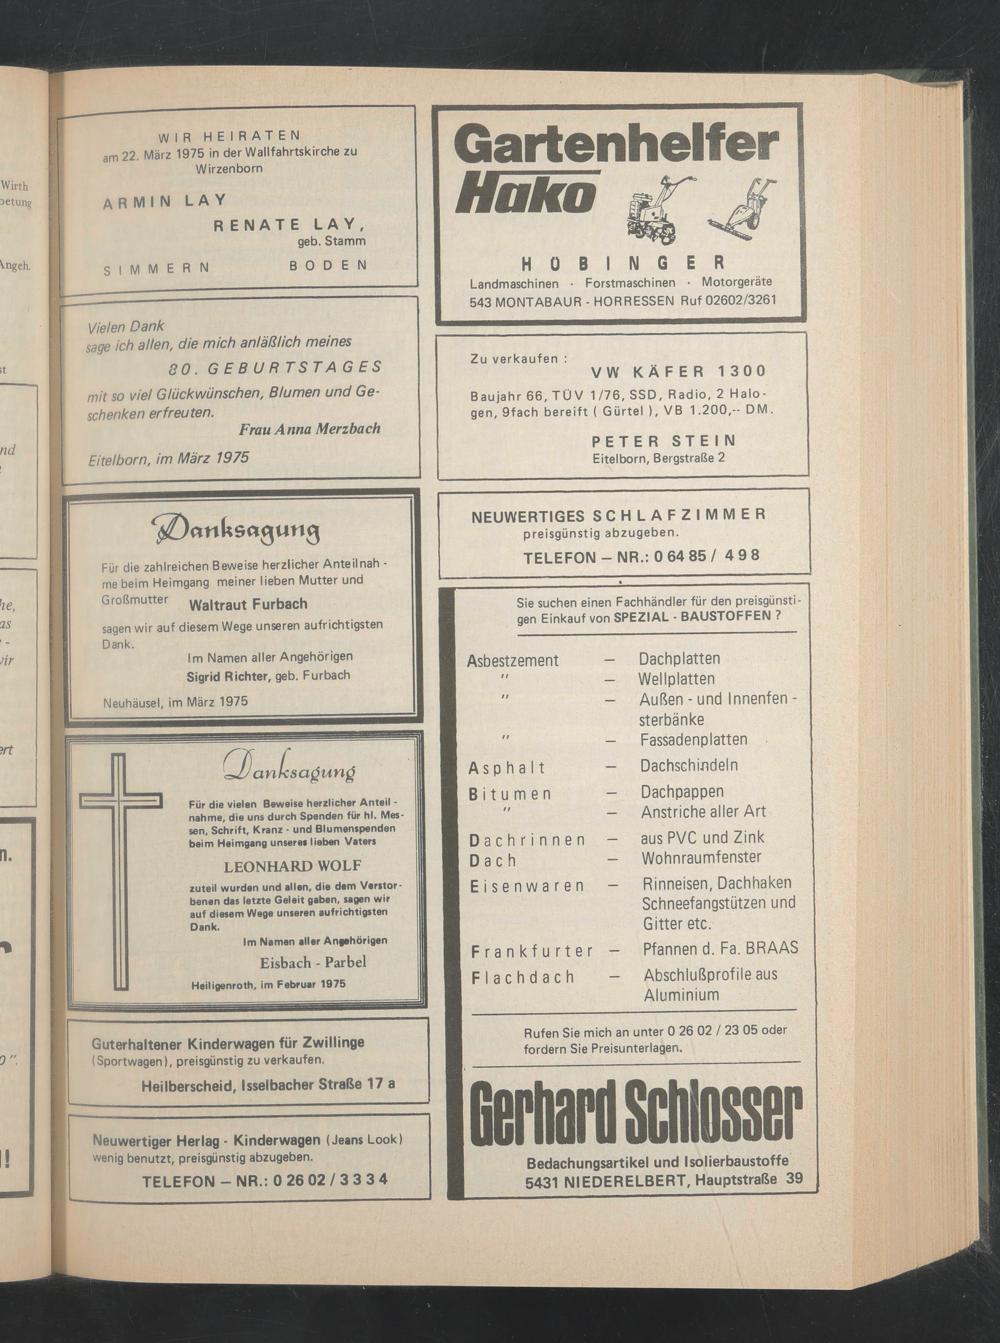 Wirth
betung
Angeh.
st
nd
he,
as
-
vir
ert
n.
r
0".
!!
WIR HEIRATEN
am 22. März 1975 in der Wallfahrtskirche zu
Wirzenborn
ARMIN LAY
RENATE LAY,
geb. Stamm
SIMMERN BODEN
Vielen Dank
sage ich allen, die mich anläßlich meines
80. GEBURTSTAGES
mit so viel Glückwünschen, Blumen und Ge-
schenken erfreuten.
Frau Anna Merzbach
Eitelborn, im März 1975
Danksagung
Für die zahlreichen Beweise herzlicher Anteilnah -
me beim Heimgang meiner lieben Mutter und
Großmutter Waltraut Furbach
sagen wir auf diesem Wege unseren aufrichtigsten
Dank.
Im Namen aller Angehörigen
Sigrid Richter, geb. Furbach
Neuhäusel, im März 1975
Danksagung
Für die vielen Beweise herzlicher Anteil -
nahme, die uns durch Spenden für hl. Mes-
sen, Schrift, Kranz - und Blumenspenden
beim Heimgang unseres lieben Vaters
LEONHARD WOLF
zuteil wurden und allen, die dem Verstor-
benen das letzte Geleit gaben, sagen wir
auf diesem Wege unseren aufrichtigsten
Dank.
Im Namen aller Angehörigen
Eisbach - Parbel
Heiligenroth, im Februar 1975
Guterhaltener Kinderwagen für Zwillinge
(Sportwagen), preisgünstig zu verkaufen.
Heilberscheid, Isselbacher Straße 17 a
Neuwertiger Herlag - Kinderwagen (Jeans Look)
wenig benutzt, preisgünstig abzugeben.
TELEFON – NR.: 0 26 02 / 3 3 3 4
Gartenhelfer
Hako
HÖBINGER
Landmaschinen · Forstmaschinen · Motorgeräte
543 MONTABAUR - HORRESSEN Ruf 02602/3261
Zu verkaufen :
VW KÄFER 1300
Baujahr 66, TÜV 1/76, SSD, Radio, 2 Halo-
gen, 9fach bereift ( Gürtel ), VB 1.200,-- DM.
PETER STEIN
Eitelborn, Bergstraße 2
NEUWERTIGES SCHLAFZIMMER
preisgünstig abzugeben.
TELEFON – NR.: 0 64 85 / 4 9 8
Sie suchen einen Fachhändler für den preisgünsti-
gen Einkauf von SPEZIAL - BAUSTOFFEN ?
Asbestzement – Dachplatten
" – Wellplatten
" – Außen - und Innenfen -
sterbänke
" – Fassadenplatten
Asphalt – Dachschindeln
Bitumen – Dachpappen
" – Anstriche aller Art
Dachrinnen – aus PVC und Zink
Dach – Wohnraumfenster
Eisenwaren – Rinneisen, Dachhaken
Schneefangstützen und
Gitter etc.
Frankfurter – Pfannen d. Fa. BRAAS
Flachdach – Abschlußprofile aus
Aluminium
Rufen Sie mich an unter 0 26 02 / 23 05 oder
fordern Sie Preisunterlagen.
Gerhard Schlosser
Bedachungsartikel und Isolierbaustoffe
5431 NIEDERELBERT, Hauptstraße 39